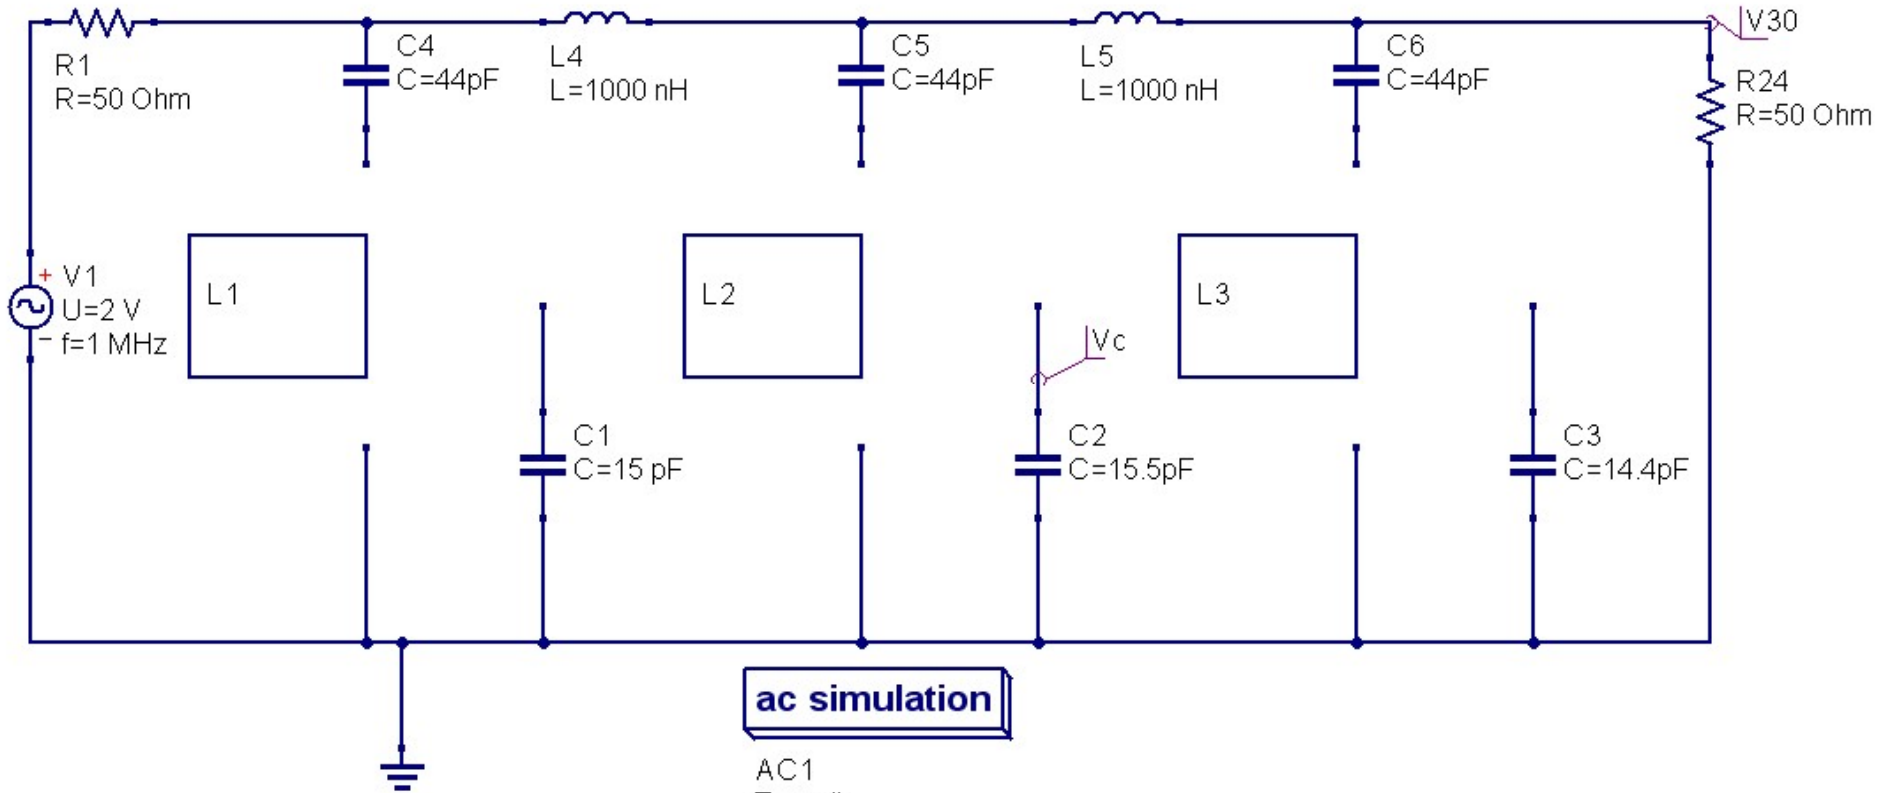 R1
R=50 Ohm
C4
C=44pF
L4
L=1000 nH
C5
C=44pF
L5
L=1000 nH
C6
C=44pF
V30
R24
R=50 Ohm
+ V1
U=2 V
− f=1 MHz
L1
L2
L3
Vc
C1
C=15 pF
C2
C=15.5pF
C3
C=14.4pF
ac simulation
AC1